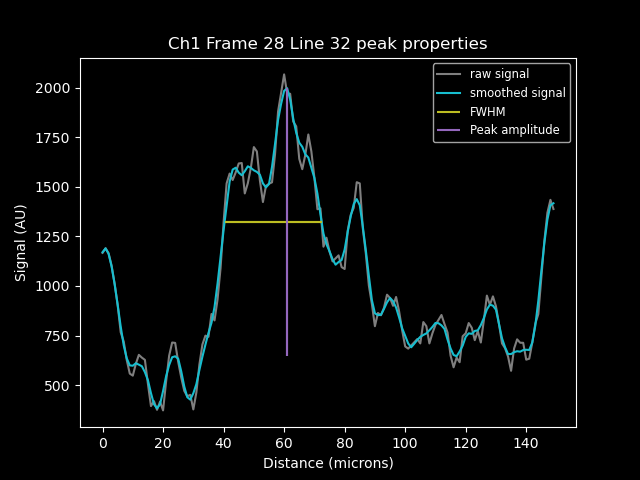 Ch1 Frame 28 Line 32 peak properties
raw signal
smoothed signal
FWHM
Peak amplitude
2000
1750
1500
1250
1000
750
500
Signal (AU)
0 20 40 60 80 100 120 140
Distance (microns)